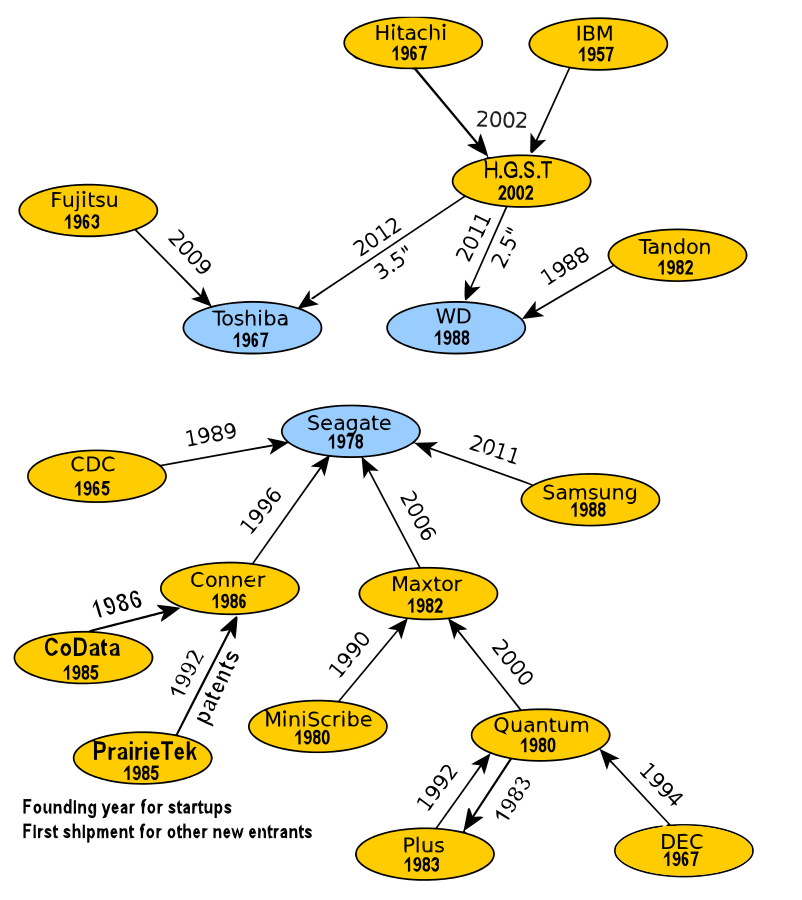 Hitachi
1967
IBM
1957
2002
H.G.S.T
2002
Fujitsu
1963
2009
2012
3.5"
2011
2.5"
Tandon
1982
1988
Toshiba
1967
WD
1988
Seagate
1978
1989
2011
CDC
1965
Samsung
1988
1996
2006
Conner
1986
Maxtor
1982
1986
CoData
1985
1992
patents
1990
2000
MiniScribe
1980
Quantum
1980
PrairieTek
1985
1992
1983
1994
Founding year for startups
First shipment for other new entrants
Plus
1983
DEC
1967